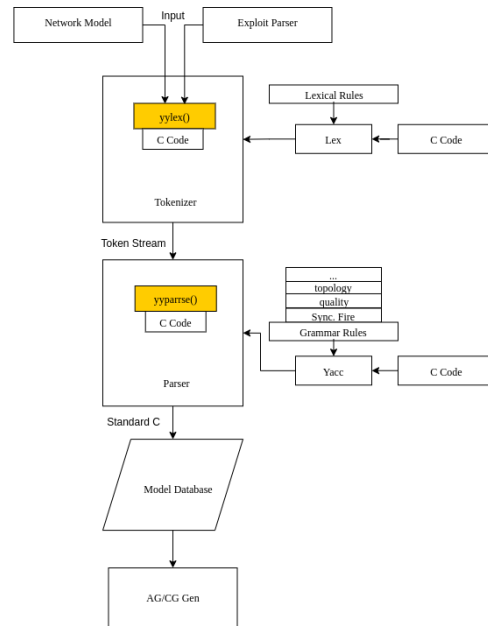 Network Model
Input
Exploit Parser
yylex()
C Code
Tokenizer
Lexical Rules
Lex
C Code
Token Stream
yyparrse()
C Code
Parser
...
topology
quality
Sync. Fire
Grammar Rules
Yacc
C Code
Standard C
Model Database
AG/CG Gen